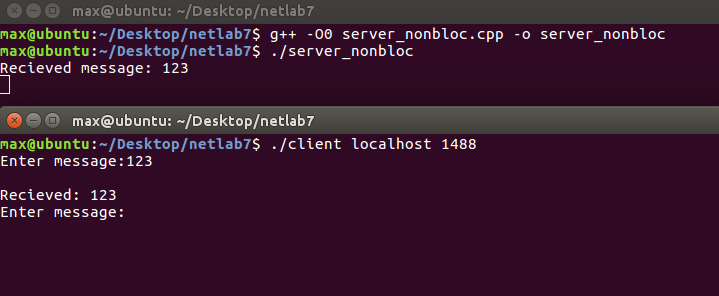 max@ubuntu: ~/Desktop/netlab7
max@ubuntu:~/Desktop/netlab7$ g++ -O0 server_nonbloc.cpp -o server_nonbloc
max@ubuntu:~/Desktop/netlab7$ ./server_nonbloc
Recieved message: 123
max@ubuntu: ~/Desktop/netlab7
max@ubuntu:~/Desktop/netlab7$ ./client localhost 1488
Enter message:123
Recieved: 123
Enter message: